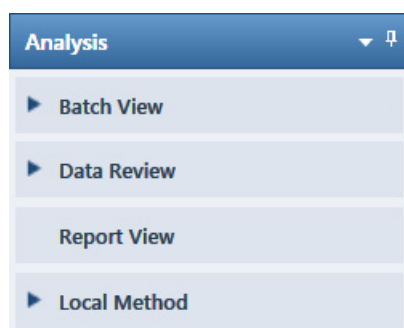 Analysis
Batch View
Data Review
Report View
Local Method